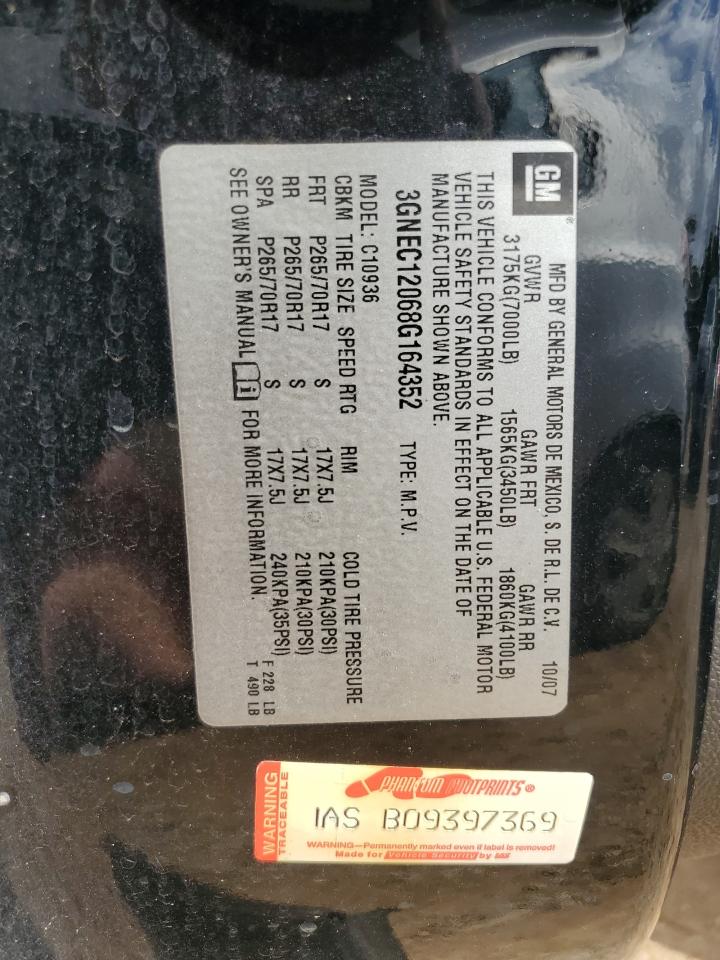 GM®
MFD BY GENERAL MOTORS DE MEXICO, S. DE R.L. DE C.V. 10/07
GVWR GAWR FRT GAWR RR
3175KG(7000LB) 1565KG(3450LB) 1860KG(4100LB)
THIS VEHICLE CONFORMS TO ALL APPLICABLE U.S. FEDERAL MOTOR
VEHICLE SAFETY STANDARDS IN EFFECT ON THE DATE OF
MANUFACTURE SHOWN ABOVE.
3GNEC12068G164352 TYPE: M.P.V.
MODEL: C10936
CBKM TIRE SIZE SPEED RTG RIM COLD TIRE PRESSURE
FRT P265/70R17 S 17X7.5J 210KPA(30PSI)
RR P265/70R17 S 17X7.5J 210KPA(30PSI)
SPA P265/70R17 S 17X7.5J 240KPA(35PSI) F 228 LB
SEE OWNER'S MANUAL i FOR MORE INFORMATION. T 490 LB
WARNING
TRACEABLE
PHANTOM FOOTPRINTS®
IAS B09397369
WARNING—Permanently marked even if label is removed!
Made for Vehicle Security by IAS